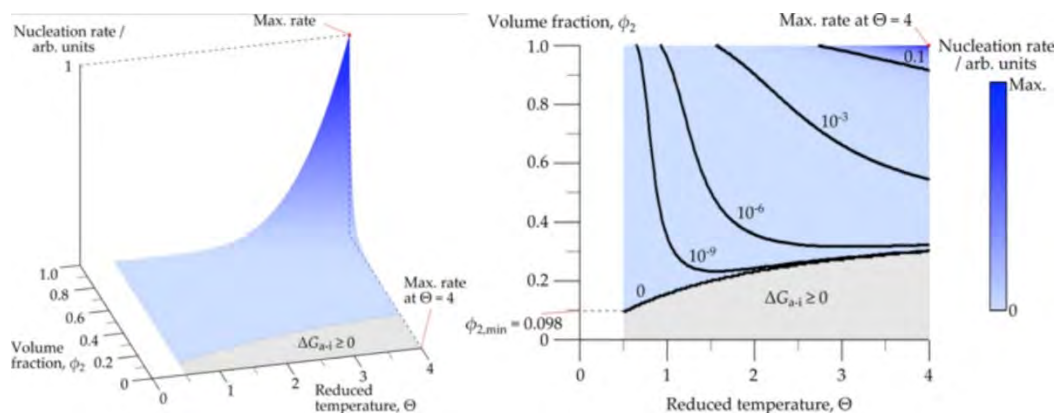 Max. rate
Nucleation rate /
arb. units
1
1.0
0.8
0.6
0.4
0.2
0
Volume
fraction, ϕ₂
0
1
2
3
4
Reduced
temperature, Θ
ΔGₐ₋ᵢ ≥ 0
Max. rate
at Θ = 4
Volume fraction, ϕ₂
Max. rate at Θ = 4
1.0
0.8
0.6
0.4
0.2
ϕ₂,min = 0.098
0
0.1
10⁻³
10⁻⁶
10⁻⁹
0
ΔGₐ₋ᵢ ≥ 0
0
1
2
3
4
Reduced temperature, Θ
Nucleation rate
/ arb. units
Max.
0